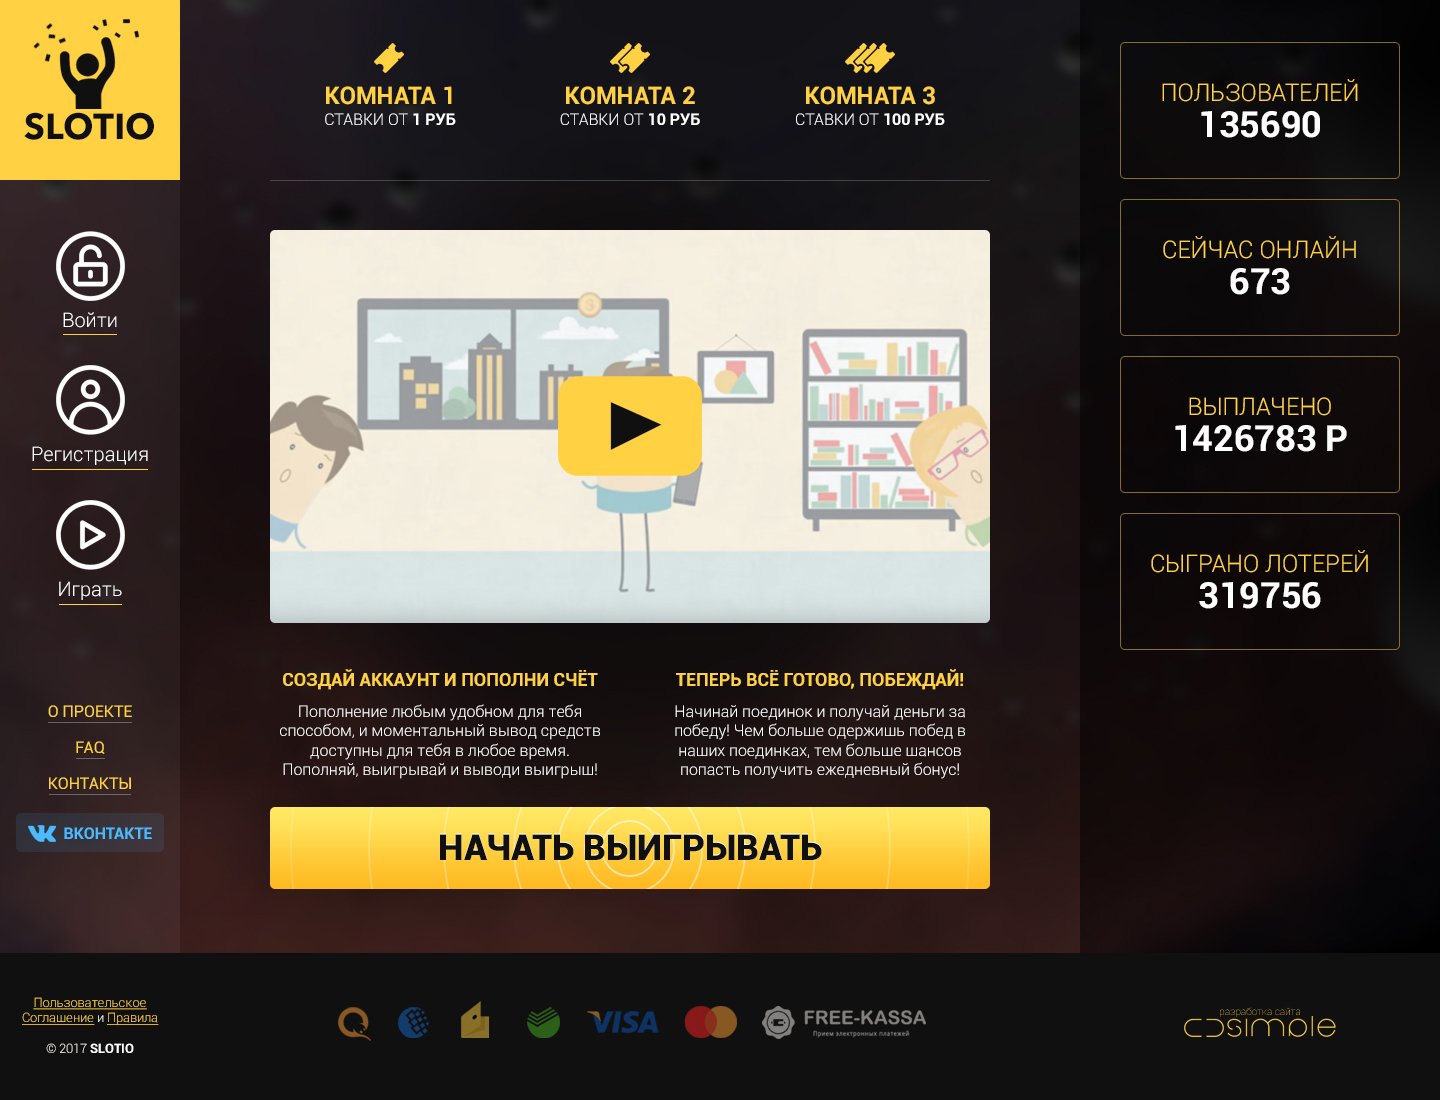 SLOTIO
Войти
Регистрация
Играть
О ПРОЕКТЕ
FAQ
КОНТАКТЫ
ВКОНТАКТЕ
КОМНАТА 1
СТАВКИ ОТ 1 РУБ
КОМНАТА 2
СТАВКИ ОТ 10 РУБ
КОМНАТА 3
СТАВКИ ОТ 100 РУБ
СОЗДАЙ АККАУНТ И ПОПОЛНИ СЧЁТ
Пополнение любым удобном для тебя
способом, и моментальный вывод средств
доступны для тебя в любое время.
Пополняй, выигрывай и выводи выигрыш!
ТЕПЕРЬ ВСЁ ГОТОВО, ПОБЕЖДАЙ!
Начинай поединок и получай деньги за
победу! Чем больше одержишь побед в
наших поединках, тем больше шансов
попасть получить ежедневный бонус!
НАЧАТЬ ВЫИГРЫВАТЬ
ПОЛЬЗОВАТЕЛЕЙ
135690
СЕЙЧАС ОНЛАЙН
673
ВЫПЛАЧЕНО
1426783 Р
СЫГРАНО ЛОТЕРЕЙ
319756
Пользовательское
Соглашение и Правила
© 2017 SLOTIO
VISA
FREE-KASSA
Прием электронных платежей
разработка сайта
cosimple